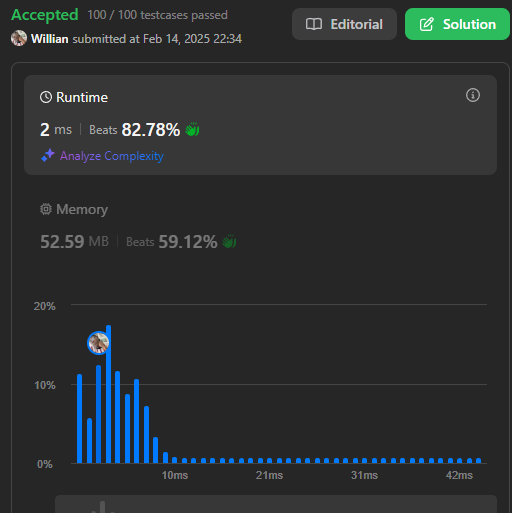 Accepted 100 / 100 testcases passed
Editorial
Solution
Willian submitted at Feb 14, 2025 22:34
Runtime
2 ms | Beats 82.78%
Analyze Complexity
Memory
52.59 MB | Beats 59.12%
20%
10%
0%
10ms 21ms 31ms 42ms